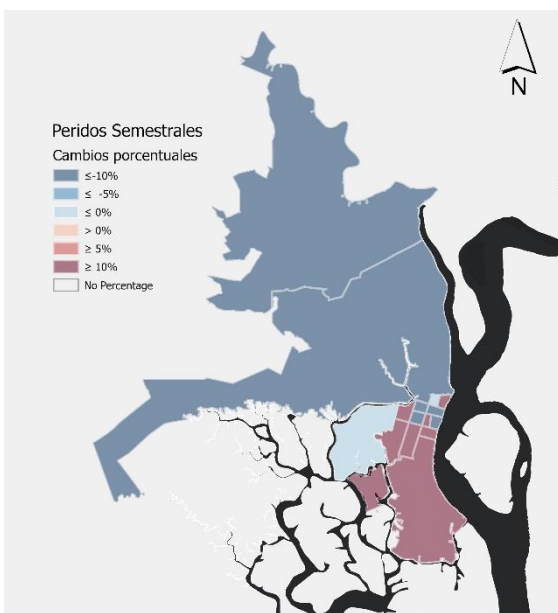 N
Peridos Semestrales
Cambios porcentuales
≤-10%
≤ -5%
≤ 0%
> 0%
≥ 5%
≥ 10%
No Percentage